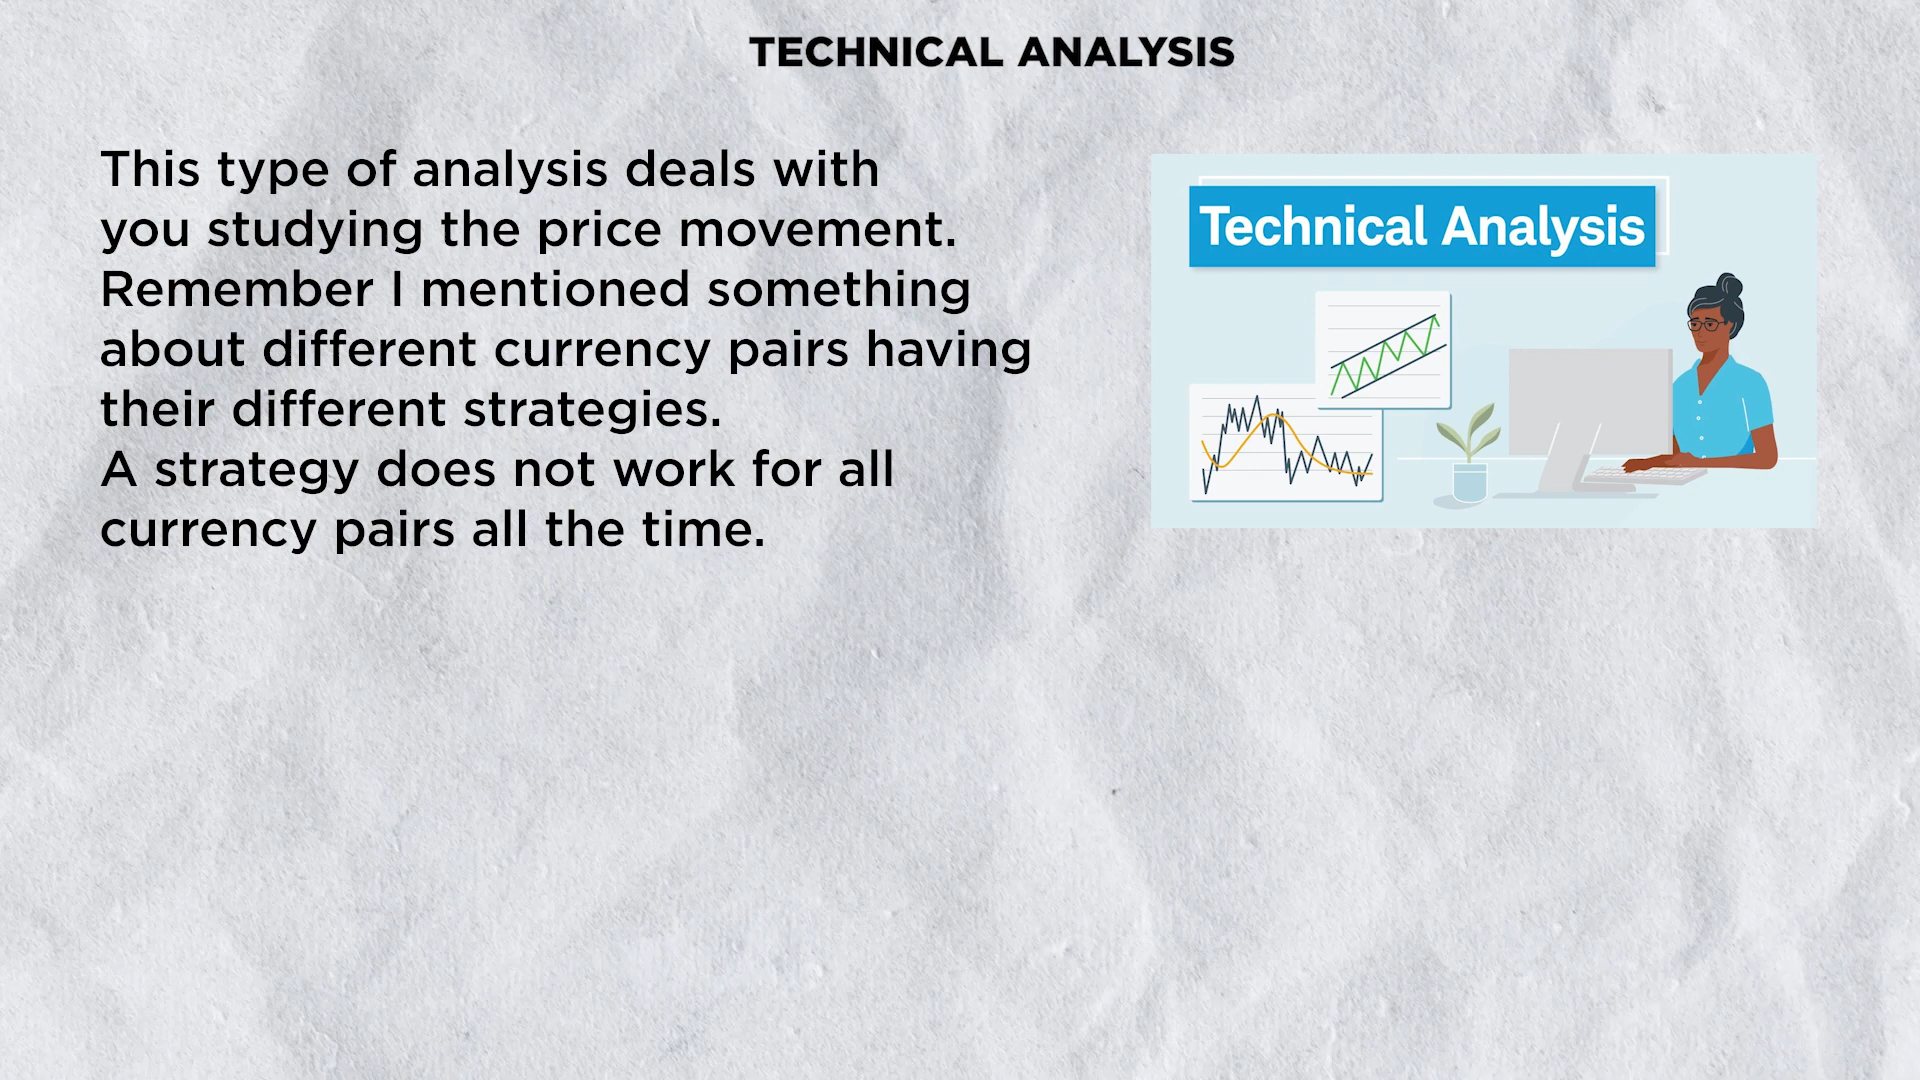 TECHNICAL ANALYSIS
This type of analysis deals with
you studying the price movement.
Remember I mentioned something
about different currency pairs having
their different strategies.
A strategy does not work for all
currency pairs all the time.
Technical Analysis